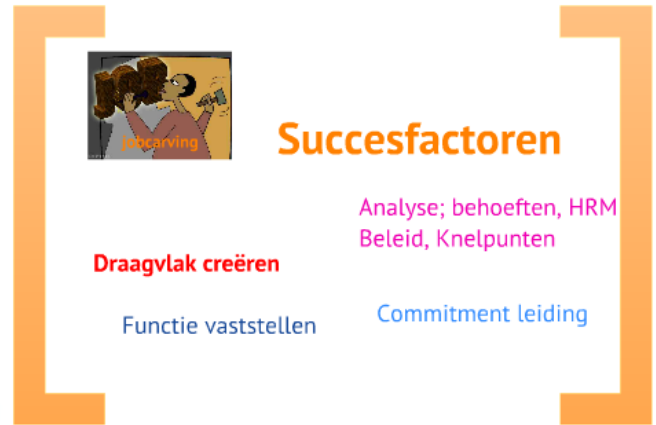 jobcarving
Succesfactoren
Analyse; behoeften, HRM
Beleid, Knelpunten
Draagvlak creëren
Commitment leiding
Functie vaststellen